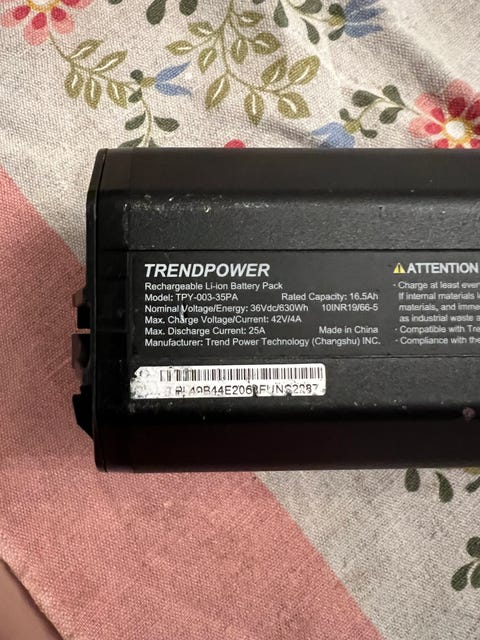 TRENDPOWER
Rechargeable Li-ion Battery Pack
Model: TPY-003-35PA Rated Capacity: 16.5Ah
Nominal Voltage/Energy: 36Vdc/630Wh 10INR19/66-5
Max. Charge Voltage/Current: 42V/4A
Max. Discharge Current: 25A Made in China
Manufacturer: Trend Power Technology (Changshu) INC.
⚠ATTENTION
· Charge at least every
If internal materials
materials, and imme
as industrial waste a
· Compatible with Tre
· Compliance with the